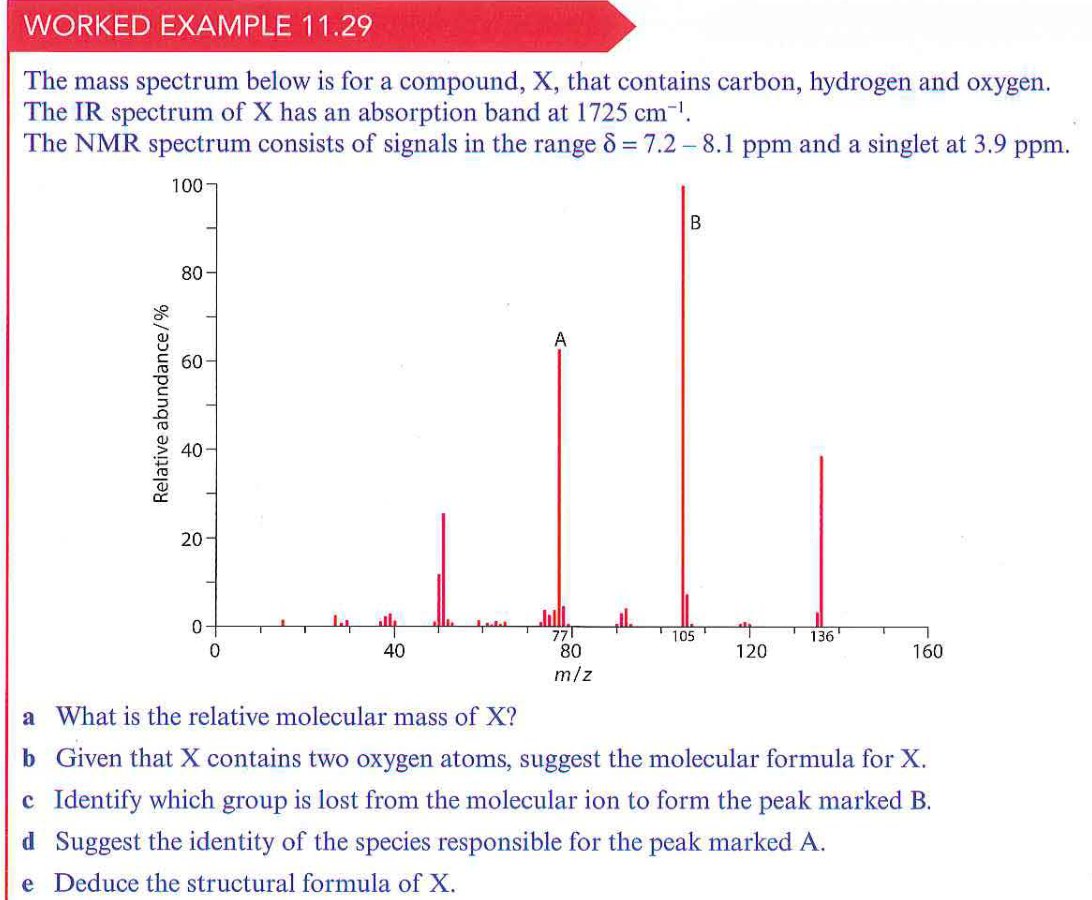 WORKED EXAMPLE 11.29
The mass spectrum below is for a compound, X, that contains carbon, hydrogen and oxygen.
The IR spectrum of X has an absorption band at 1725 cm⁻¹.
The NMR spectrum consists of signals in the range δ = 7.2 – 8.1 ppm and a singlet at 3.9 ppm.
100
B
80
A
60
Relative abundance/%
40
20
0
77 105 136
0 40 80 120 160
m/z
a What is the relative molecular mass of X?
b Given that X contains two oxygen atoms, suggest the molecular formula for X.
c Identify which group is lost from the molecular ion to form the peak marked B.
d Suggest the identity of the species responsible for the peak marked A.
e Deduce the structural formula of X.